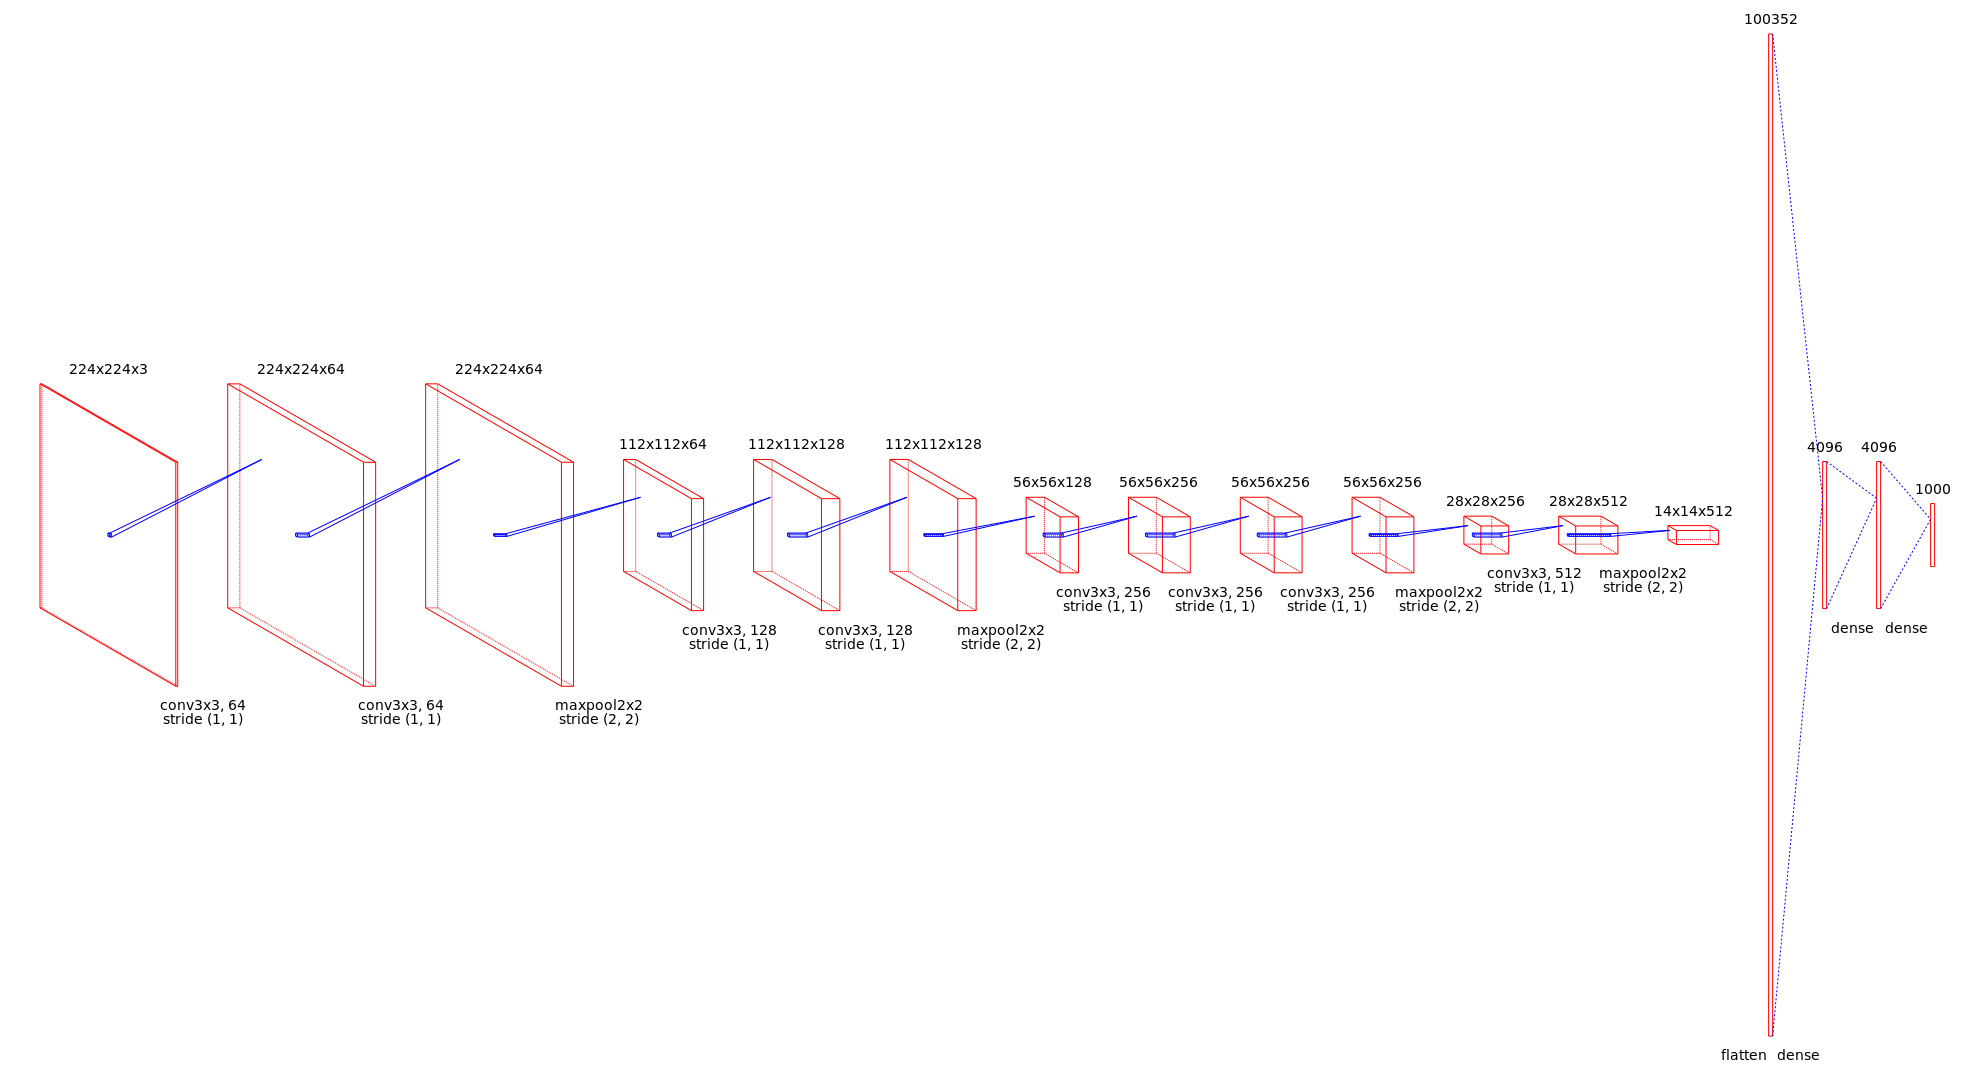 100352
224x224x3
224x224x64
224x224x64
112x112x64
112x112x128
112x112x128
56x56x128
56x56x256
56x56x256
56x56x256
28x28x256
28x28x512
14x14x512
4096
4096
1000
conv3x3, 64
stride (1, 1)
conv3x3, 64
stride (1, 1)
maxpool2x2
stride (2, 2)
conv3x3, 128
stride (1, 1)
conv3x3, 128
stride (1, 1)
maxpool2x2
stride (2, 2)
conv3x3, 256
stride (1, 1)
conv3x3, 256
stride (1, 1)
conv3x3, 256
stride (1, 1)
maxpool2x2
stride (2, 2)
conv3x3, 512
stride (1, 1)
maxpool2x2
stride (2, 2)
flatten
dense
dense
dense